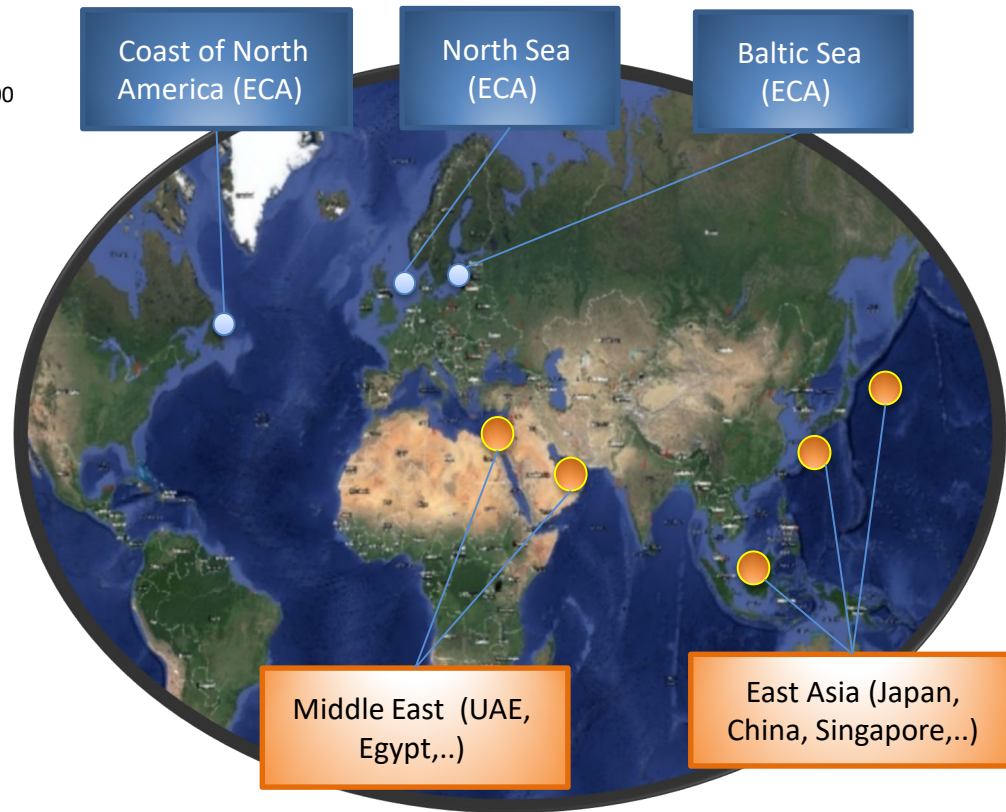 Coast of North
America (ECA)
North Sea
(ECA)
Baltic Sea
(ECA)
00
Middle East  (UAE,
Egypt,..)
East Asia (Japan,
China, Singapore,..)